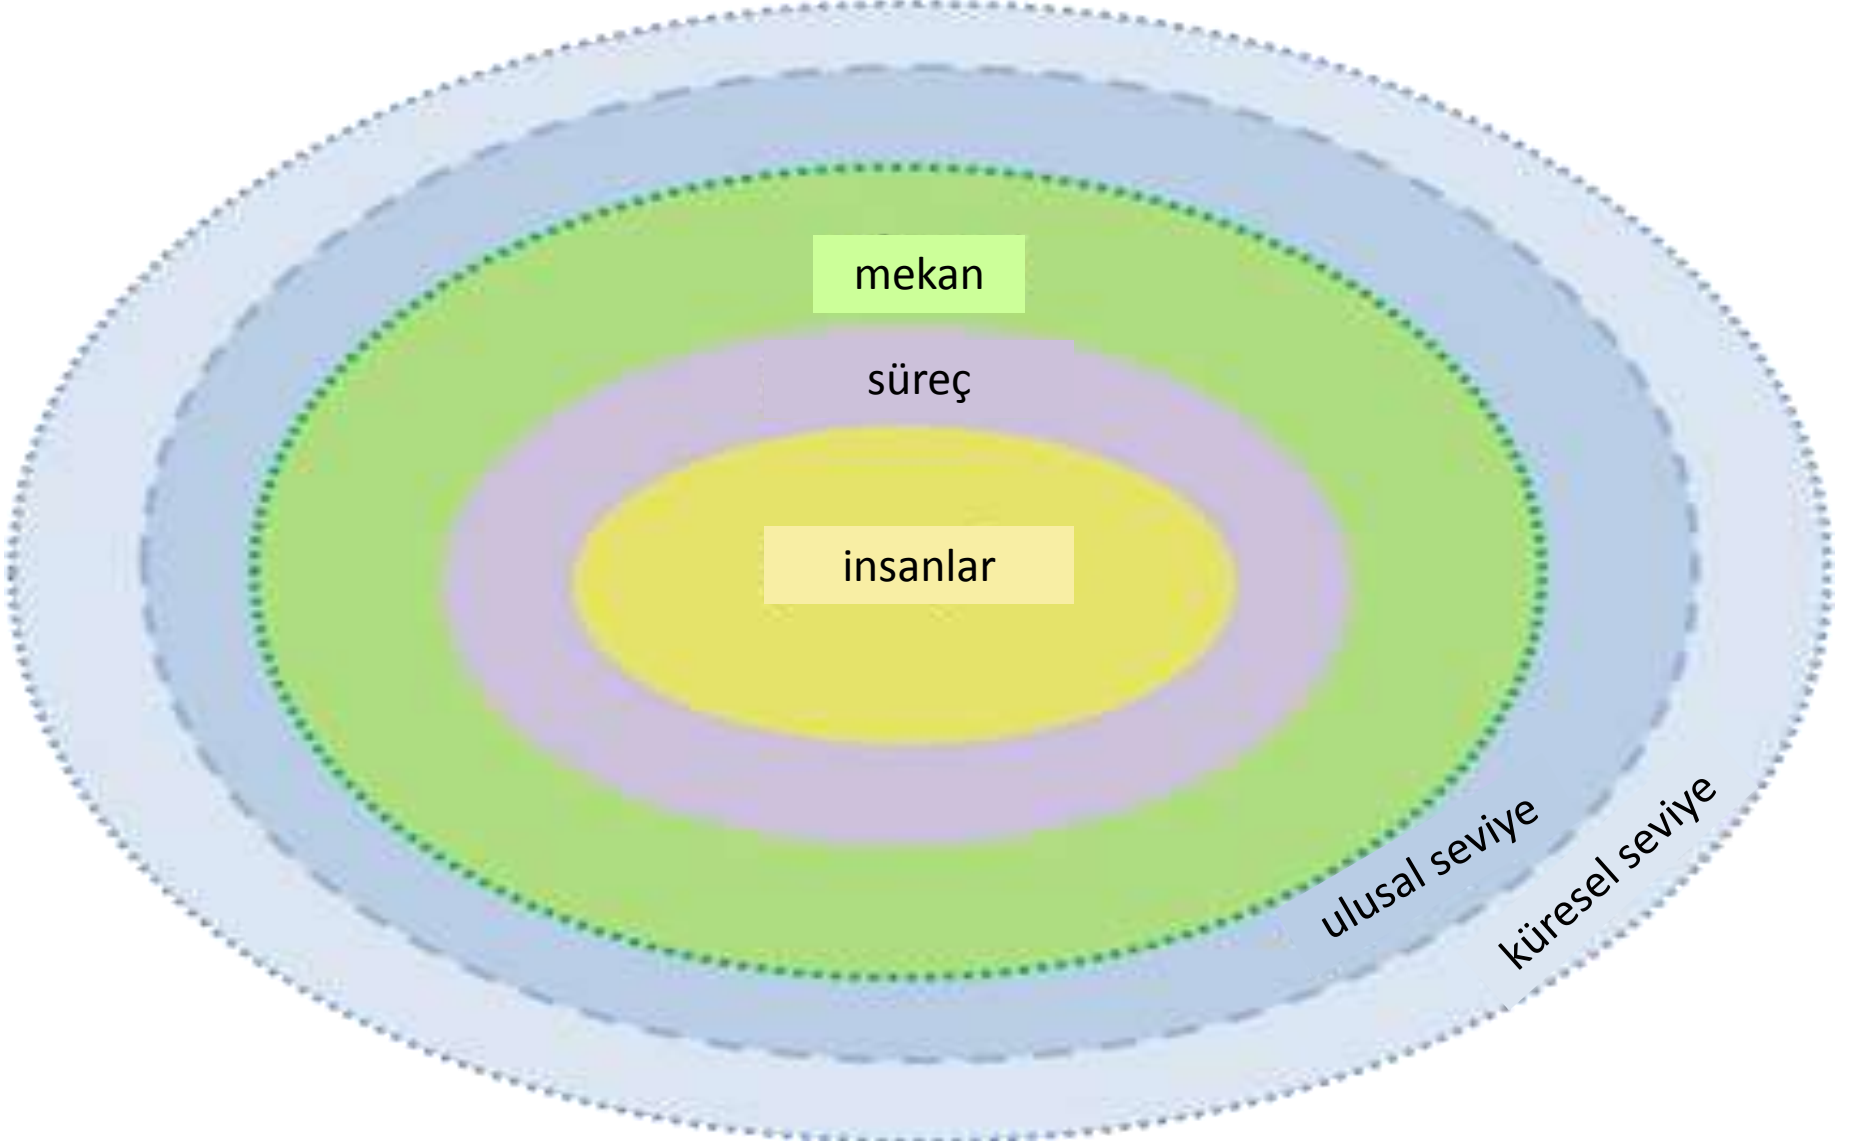 mekan
süreç
insanlar
ulusal seviye
küresel seviye